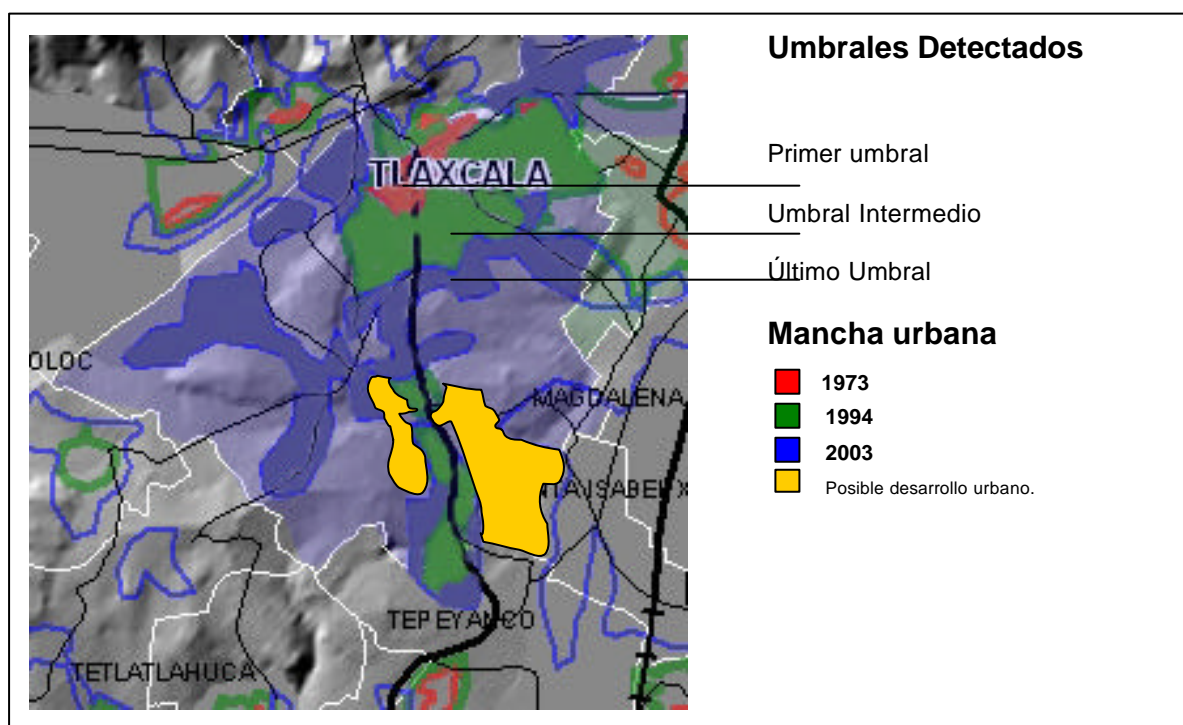 Umbrales Detectados
Primer umbral
TLAXCALA
Umbral Intermedio
Último Umbral
Mancha urbana
OLOC
1973
MAGDALENA
1994
2003
Posible desarrollo urbano.
TEPEYANCO
TETLATLAHUCA